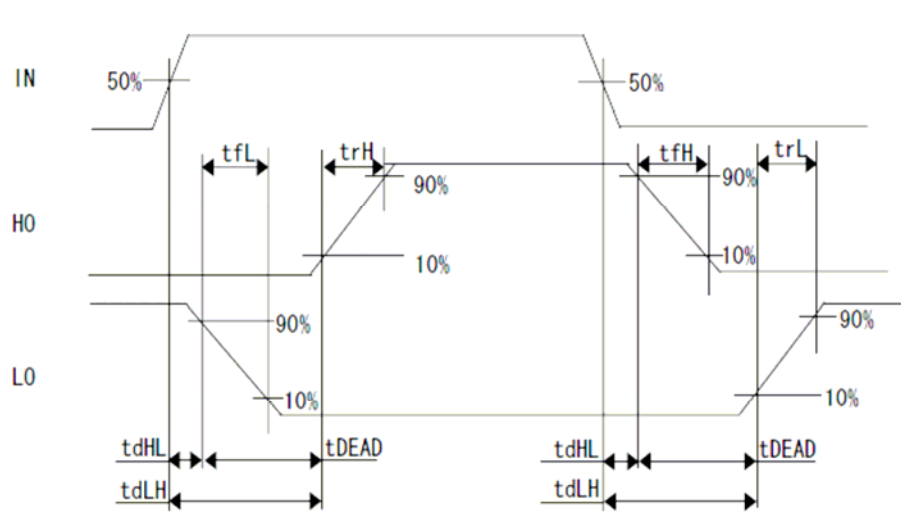 IN
50%
50%
tfL
trH
tfH
trL
90%
90%
HO
10%
10%
90%
90%
LO
10%
10%
tdHL
tDEAD
tdHL
tDEAD
tdLH
tdLH